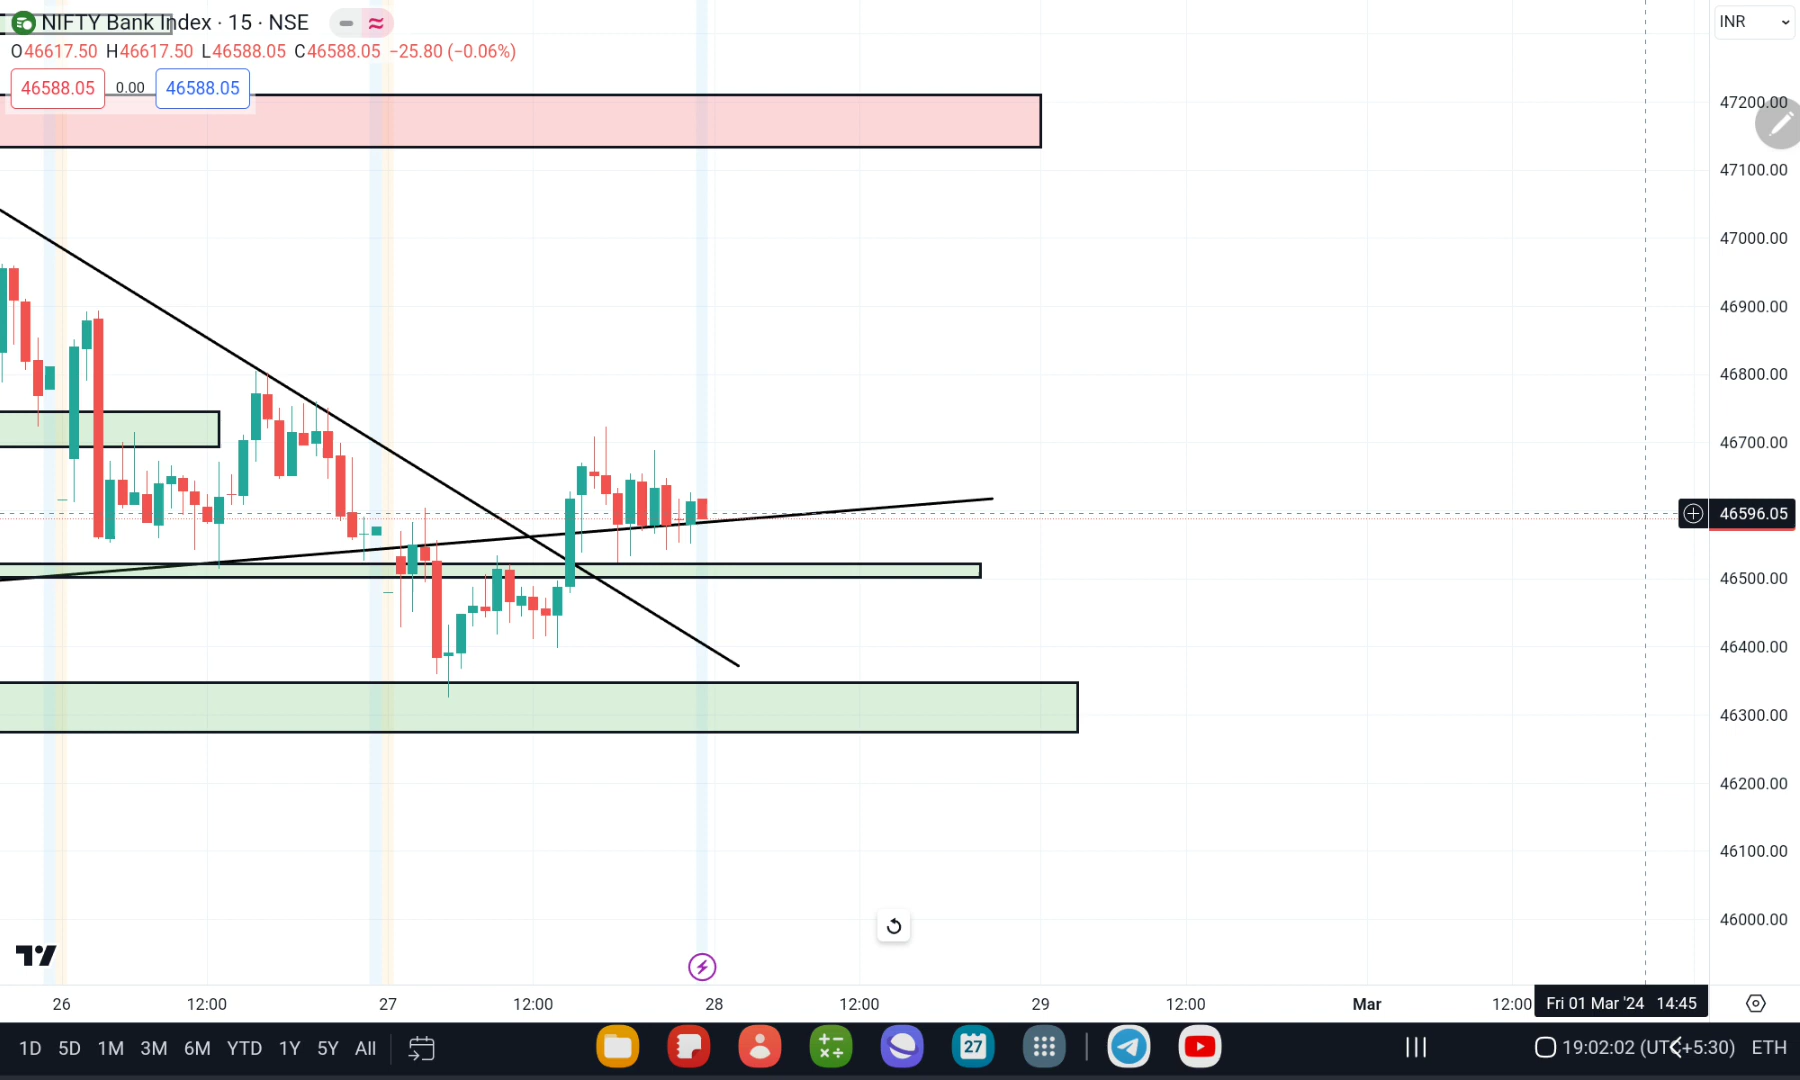 NIFTY Bank Index · 15 · NSE
O46617.50 H46617.50 L46588.05 C46588.05 −25.80 (−0.06%)
46588.05 0.00 46588.05
INR
47200.00
47100.00
47000.00
46900.00
46800.00
46700.00
46596.05
46500.00
46400.00
46300.00
46200.00
46100.00
46000.00
26 12:00 27 12:00 28 12:00 29 12:00 Mar 12:00 Fri 01 Mar '24 14:45
1D 5D 1M 3M 6M YTD 1Y 5Y All 27 19:02:02 (UTC+5:30) ETH